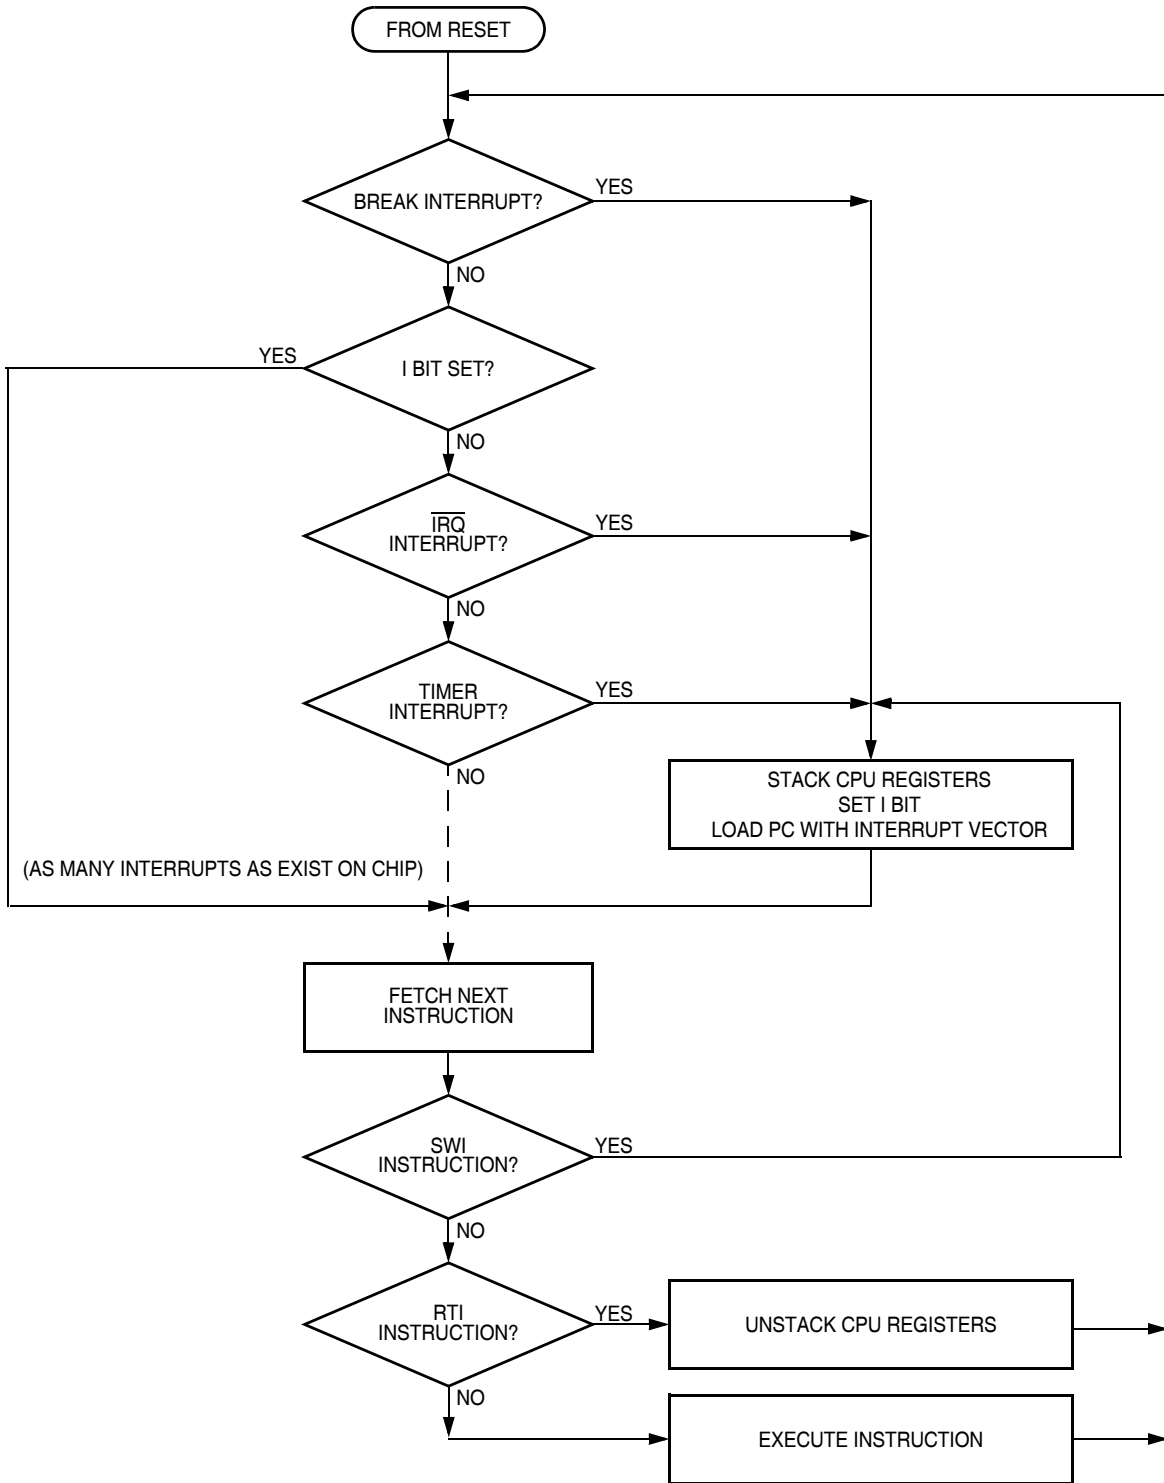 FROM RESET
BREAK INTERRUPT?
YES
NO
YES
I BIT SET?
NO
IRQ
INTERRUPT?
YES
NO
TIMER
INTERRUPT?
YES
NO
STACK CPU REGISTERS
SET I BIT
LOAD PC WITH INTERRUPT VECTOR
(AS MANY INTERRUPTS AS EXIST ON CHIP)
FETCH NEXT
INSTRUCTION
SWI
INSTRUCTION?
YES
NO
RTI
INSTRUCTION?
YES
UNSTACK CPU REGISTERS
NO
EXECUTE INSTRUCTION